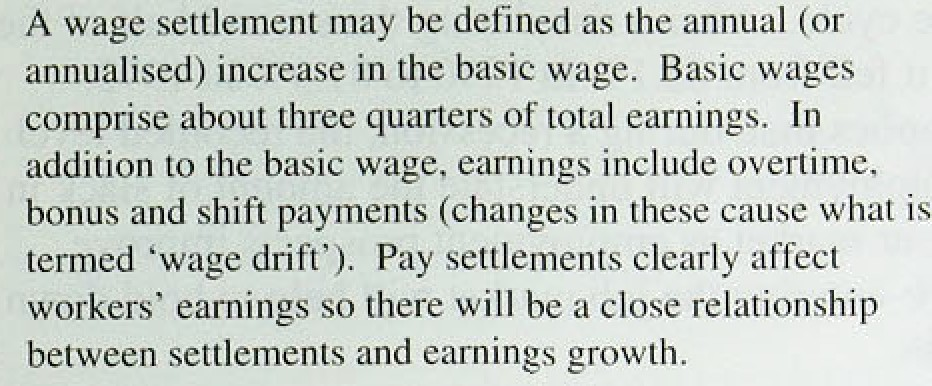 A wage settlement may be defined as the annual (or
annualised) increase in the basic wage.  Basic wages
comprise about three quarters of total earnings.  In
addition to the basic wage, earnings include overtime,
bonus and shift payments (changes in these cause what is
termed ‘wage drift’).  Pay settlements clearly affect
workers’ earnings so there will be a close relationship
between settlements and earnings growth.